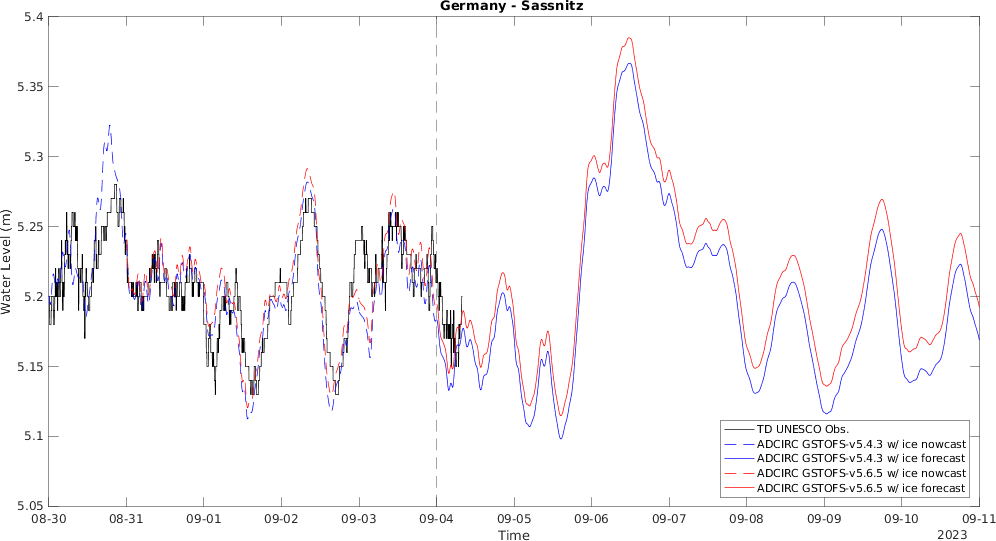 Germany - Sassnitz
5.4
5.35
5.3
5.25
5.2
5.15
5.1
5.05
Water Level (m)
08-30 08-31 09-01 09-02 09-03 09-04 09-05 09-06 09-07 09-08 09-09 09-10 09-11
Time
2023
TD UNESCO Obs.
ADCIRC GSTOFS-v5.4.3 w/ ice nowcast
ADCIRC GSTOFS-v5.4.3 w/ ice forecast
ADCIRC GSTOFS-v5.6.5 w/ ice nowcast
ADCIRC GSTOFS-v5.6.5 w/ ice forecast